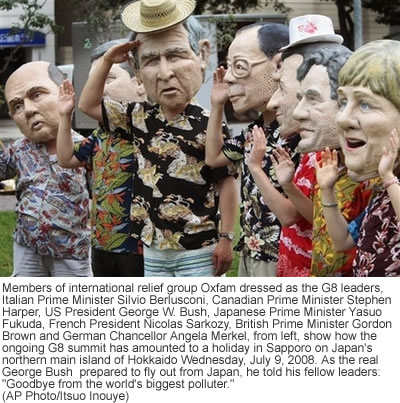 Members of international relief group Oxfam dressed as the G8 leaders,
Italian Prime Minister Silvio Berlusconi, Canadian Prime Minister Stephen
Harper, US President George W. Bush, Japanese Prime Minister Yasuo
Fukuda, French President Nicolas Sarkozy, British Prime Minister Gordon
Brown and German Chancellor Angela Merkel, from left, show how the
ongoing G8 summit has amounted to a holiday in Sapporo on Japan's
northern main island of Hokkaido Wednesday, July 9, 2008. As the real
George Bush prepared to fly out from Japan, he told his fellow leaders:
"Goodbye from the world's biggest polluter."
(AP Photo/Itsuo Inouye)